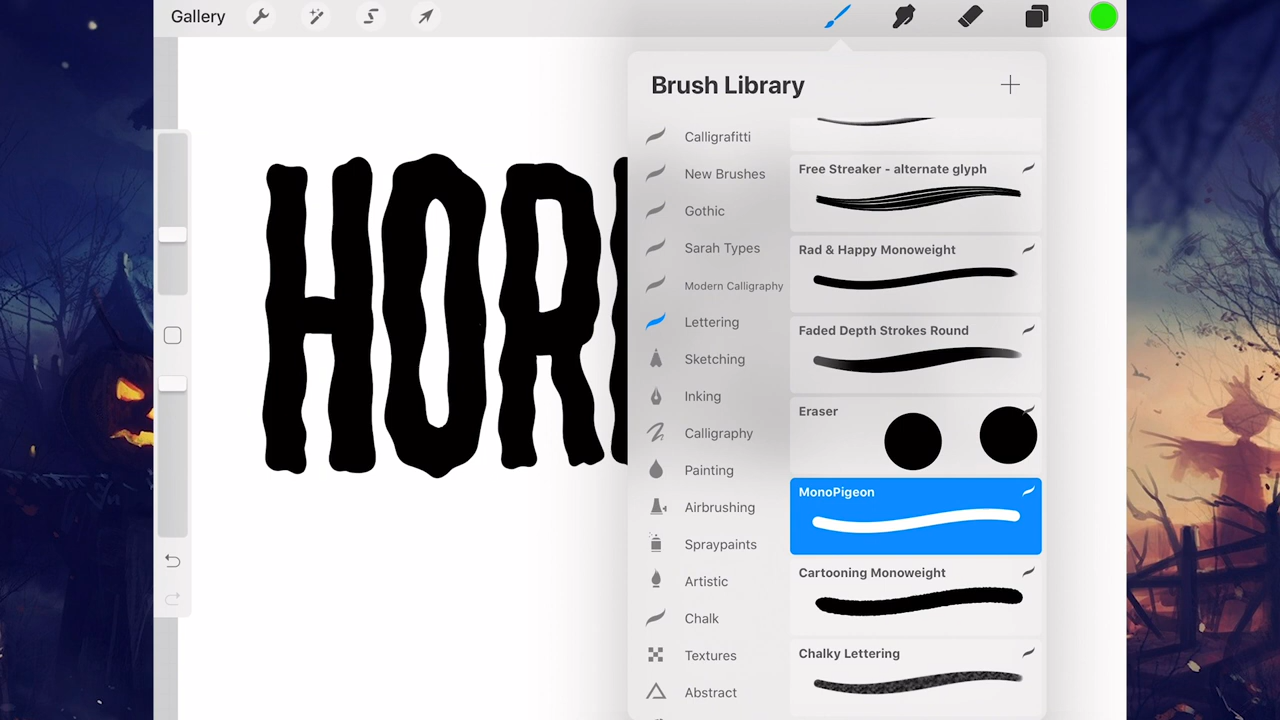 Gallery
Brush Library
Calligrafitti
New Brushes
Gothic
Sarah Types
Modern Calligraphy
Lettering
Sketching
Inking
Calligraphy
Painting
Airbrushing
Spraypaints
Artistic
Chalk
Textures
Abstract
Free Streaker - alternate glyph
Rad & Happy Monoweight
Faded Depth Strokes Round
Eraser
MonoPigeon
Cartooning Monoweight
Chalky Lettering
HOR